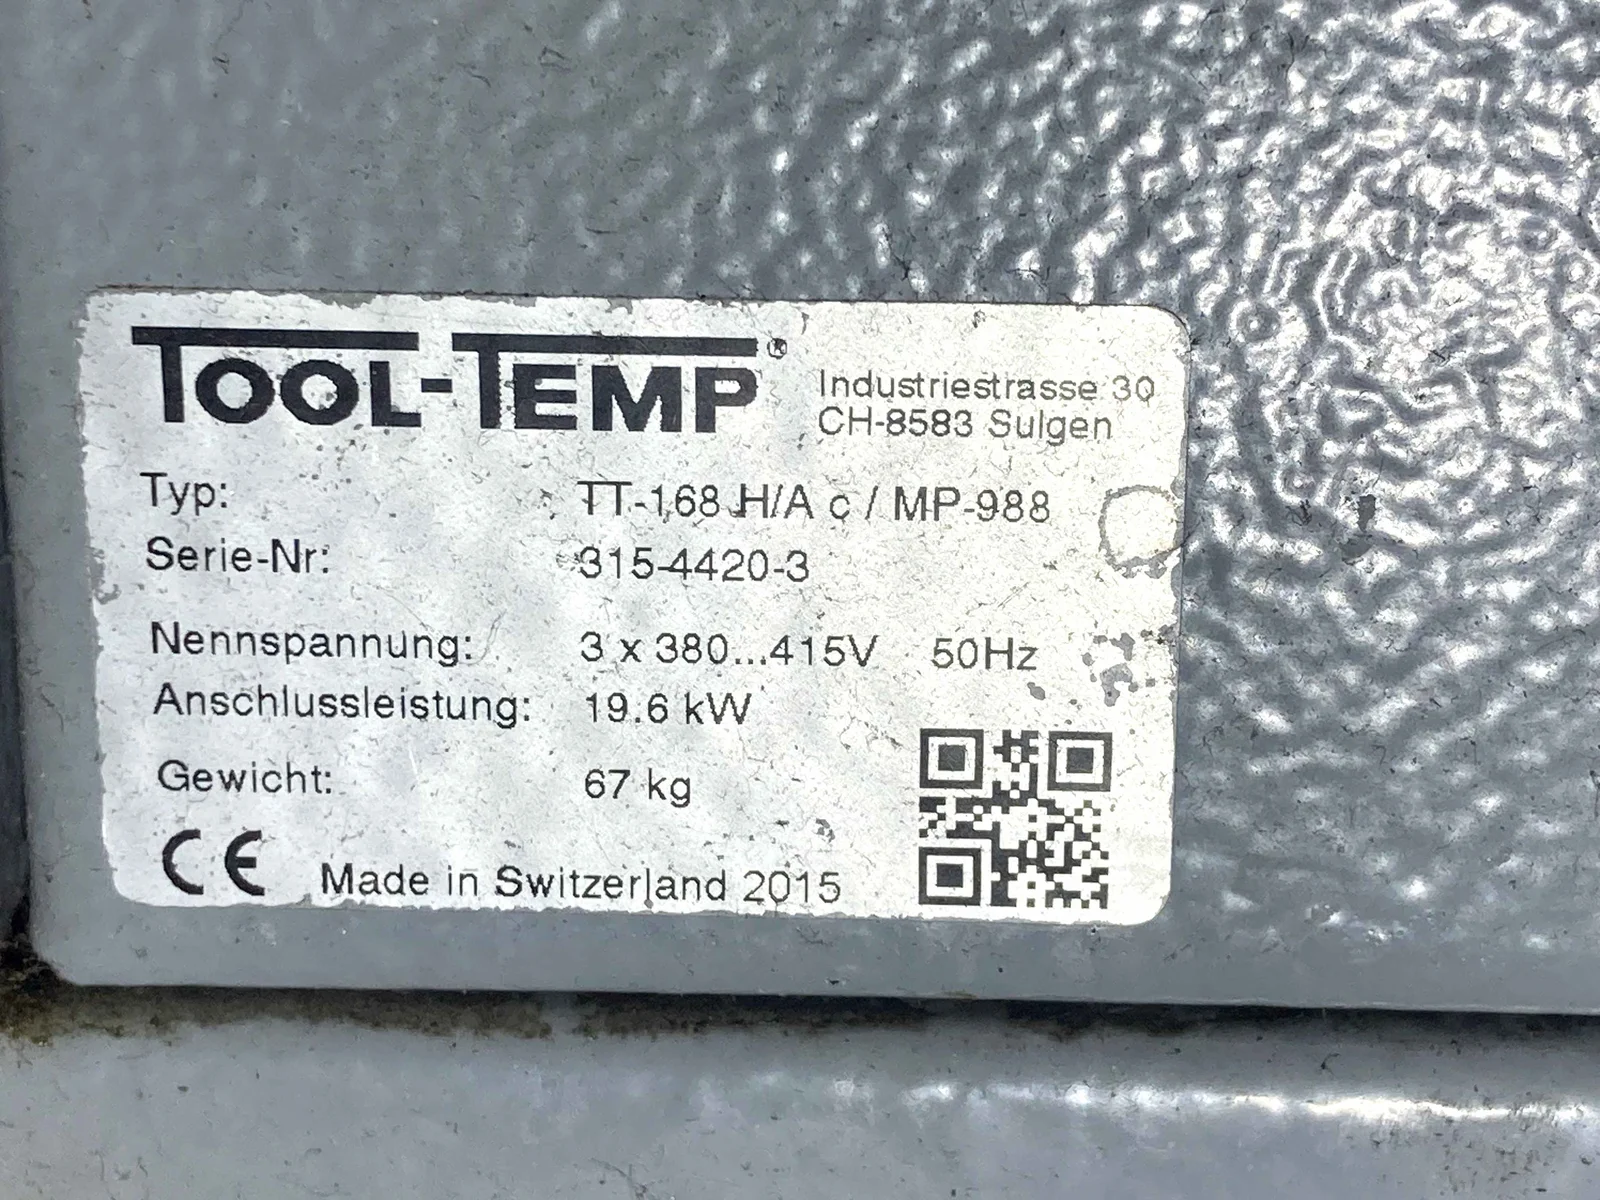 TOOL-TEMP®
Industriestrasse 30
CH-8583 Sulgen
Typ: TT-168 H/A c / MP-988
Serie-Nr: 315-4420-3
Nennspannung: 3 x 380...415V 50Hz
Anschlussleistung: 19.6 kW
Gewicht: 67 kg
CE Made in Switzerland 2015